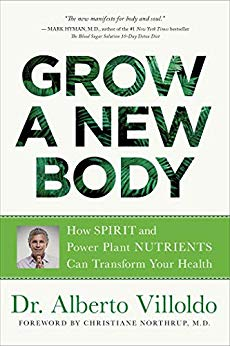 "The new manifesto for body and soul."
— MARK HYMAN, M.D., author of the #1 New York Times bestseller
The Blood Sugar Solution 10-Day Detox Diet
GROW
A NEW
BODY
How SPIRIT and
Power Plant NUTRIENTS
Can Transform Your Health
Dr. Alberto Villoldo
FOREWORD BY CHRISTIANE NORTHRUP, M.D.